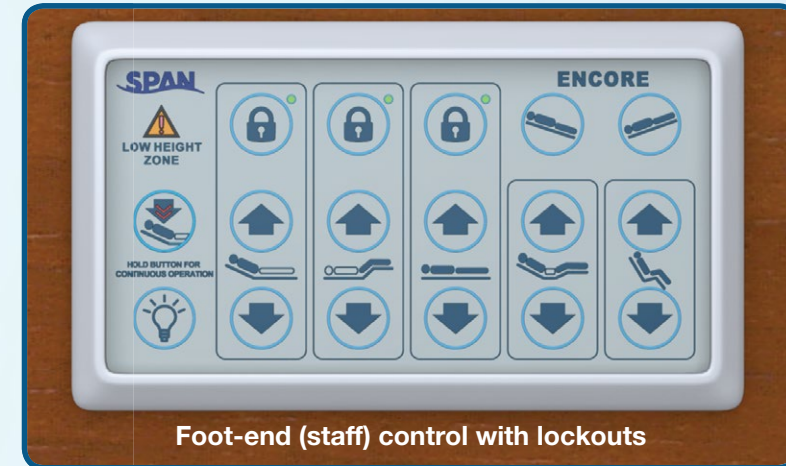 SPAN
ENCORE
LOW HEIGHT
ZONE
HOLD BUTTON FOR
CONTINUOUS OPERATION
Foot-end (staff) control with lockouts